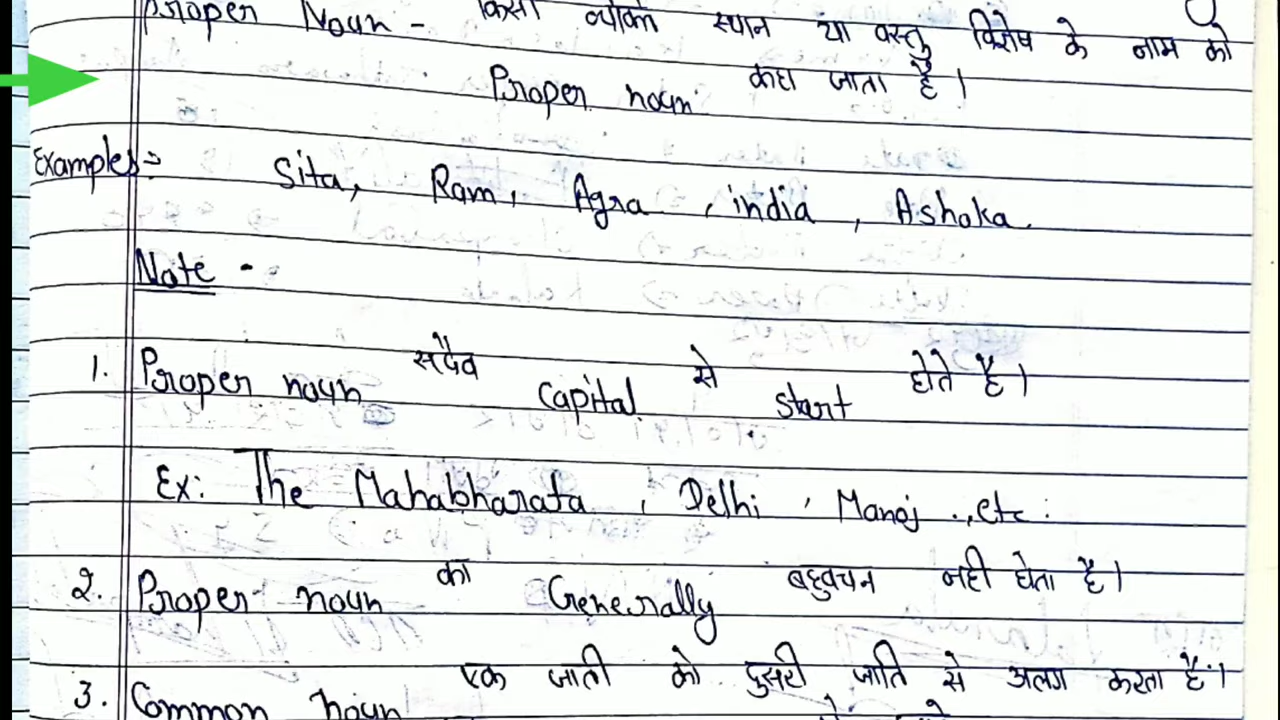 Proper Noun - किसी व्यक्ति स्थान या वस्तु विशेष के नाम को
Proper noun कहा जाता है।
Examples:- Sita, Ram, Agra, india, Ashoka.
Note -
1. Proper noun सदैव Capital से start होते है।
Ex: The Mahabharata, Delhi, Manoj ., etc.
2. Proper noun का Generally बहुवचन नही होता है।
3. Common noun एक जाती को दुसरी जाति से अलग करता है।